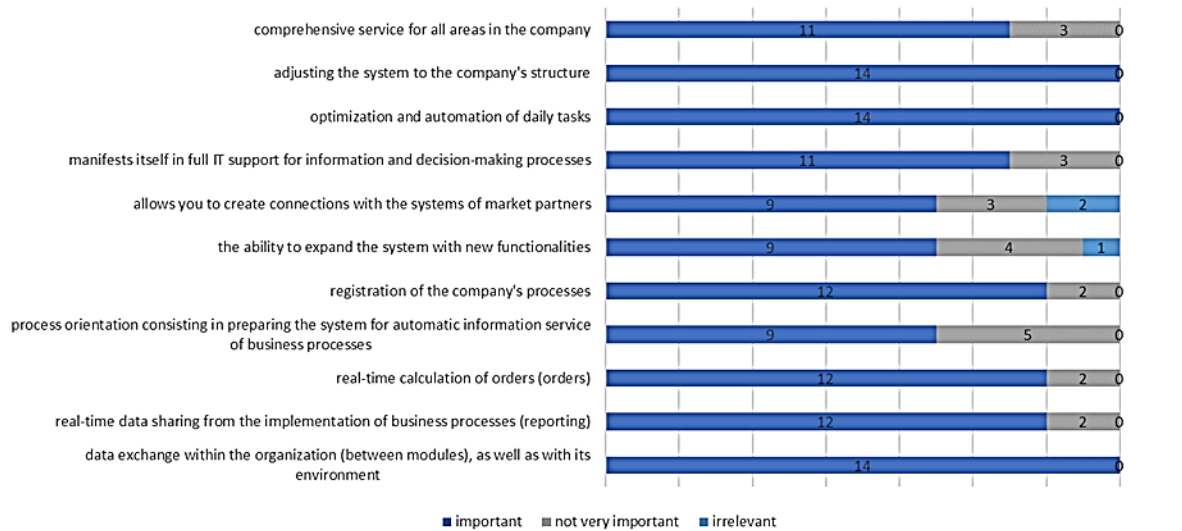 comprehensive service for all areas in the company 11 3 0
adjusting the system to the company's structure 14 0
optimization and automation of daily tasks 14 0
manifests itself in full IT support for information and decision-making processes 11 3 0
allows you to create connections with the systems of market partners 9 3 2
the ability to expand the system with new functionalities 9 4 1
registration of the company's processes 12 2 0
process orientation consisting in preparing the system for automatic information service
of business processes 9 5 0
real-time calculation of orders (orders) 12 2 0
real-time data sharing from the implementation of business processes (reporting) 12 2 0
data exchange within the organization (between modules), as well as with its
environment 14 0
important not very important irrelevant